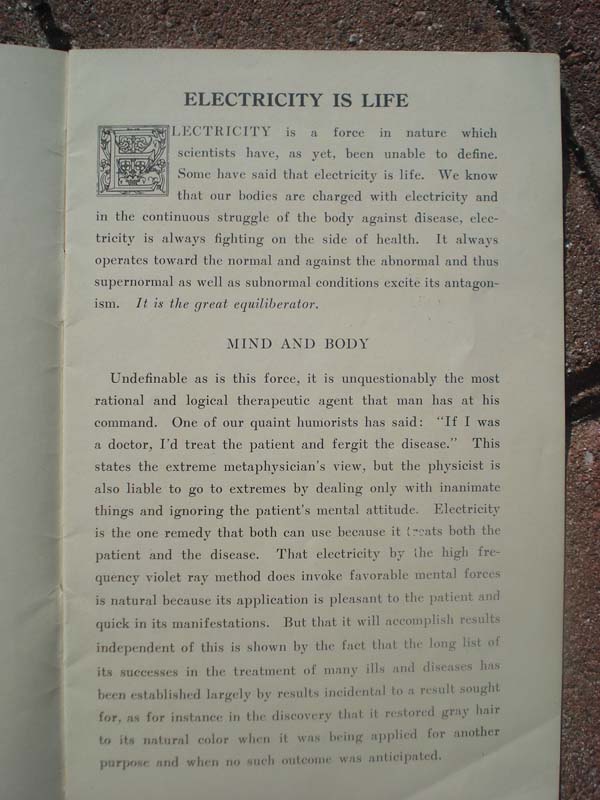 ELECTRICITY IS LIFE
ELECTRICITY is a force in nature which
scientists have, as yet, been unable to define.
Some have said that electricity is life. We know
that our bodies are charged with electricity and
in the continuous struggle of the body against disease, elec-
tricity is always fighting on the side of health. It always
operates toward the normal and against the abnormal and thus
supernormal as well as subnormal conditions excite its antagon-
ism. It is the great equiliberator.
MIND AND BODY
Undefinable as is this force, it is unquestionably the most
rational and logical therapeutic agent that man has at his
command. One of our quaint humorists has said: "If I was
a doctor, I'd treat the patient and fergit the disease." This
states the extreme metaphysician's view, but the physicist is
also liable to go to extremes by dealing only with inanimate
things and ignoring the patient's mental attitude. Electricity
is the one remedy that both can use because it treats both the
patient and the disease. That electricity by the high fre-
quency violet ray method does invoke favorable mental forces
is natural because its application is pleasant to the patient and
quick in its manifestations. But that it will accomplish results
independent of this is shown by the fact that the long list of
its successes in the treatment of many ills and diseases has
been established largely by results incidental to a result sought
for, as for instance in the discovery that it restored gray hair
to its natural color when it was being applied for another
purpose and when no such outcome was anticipated.